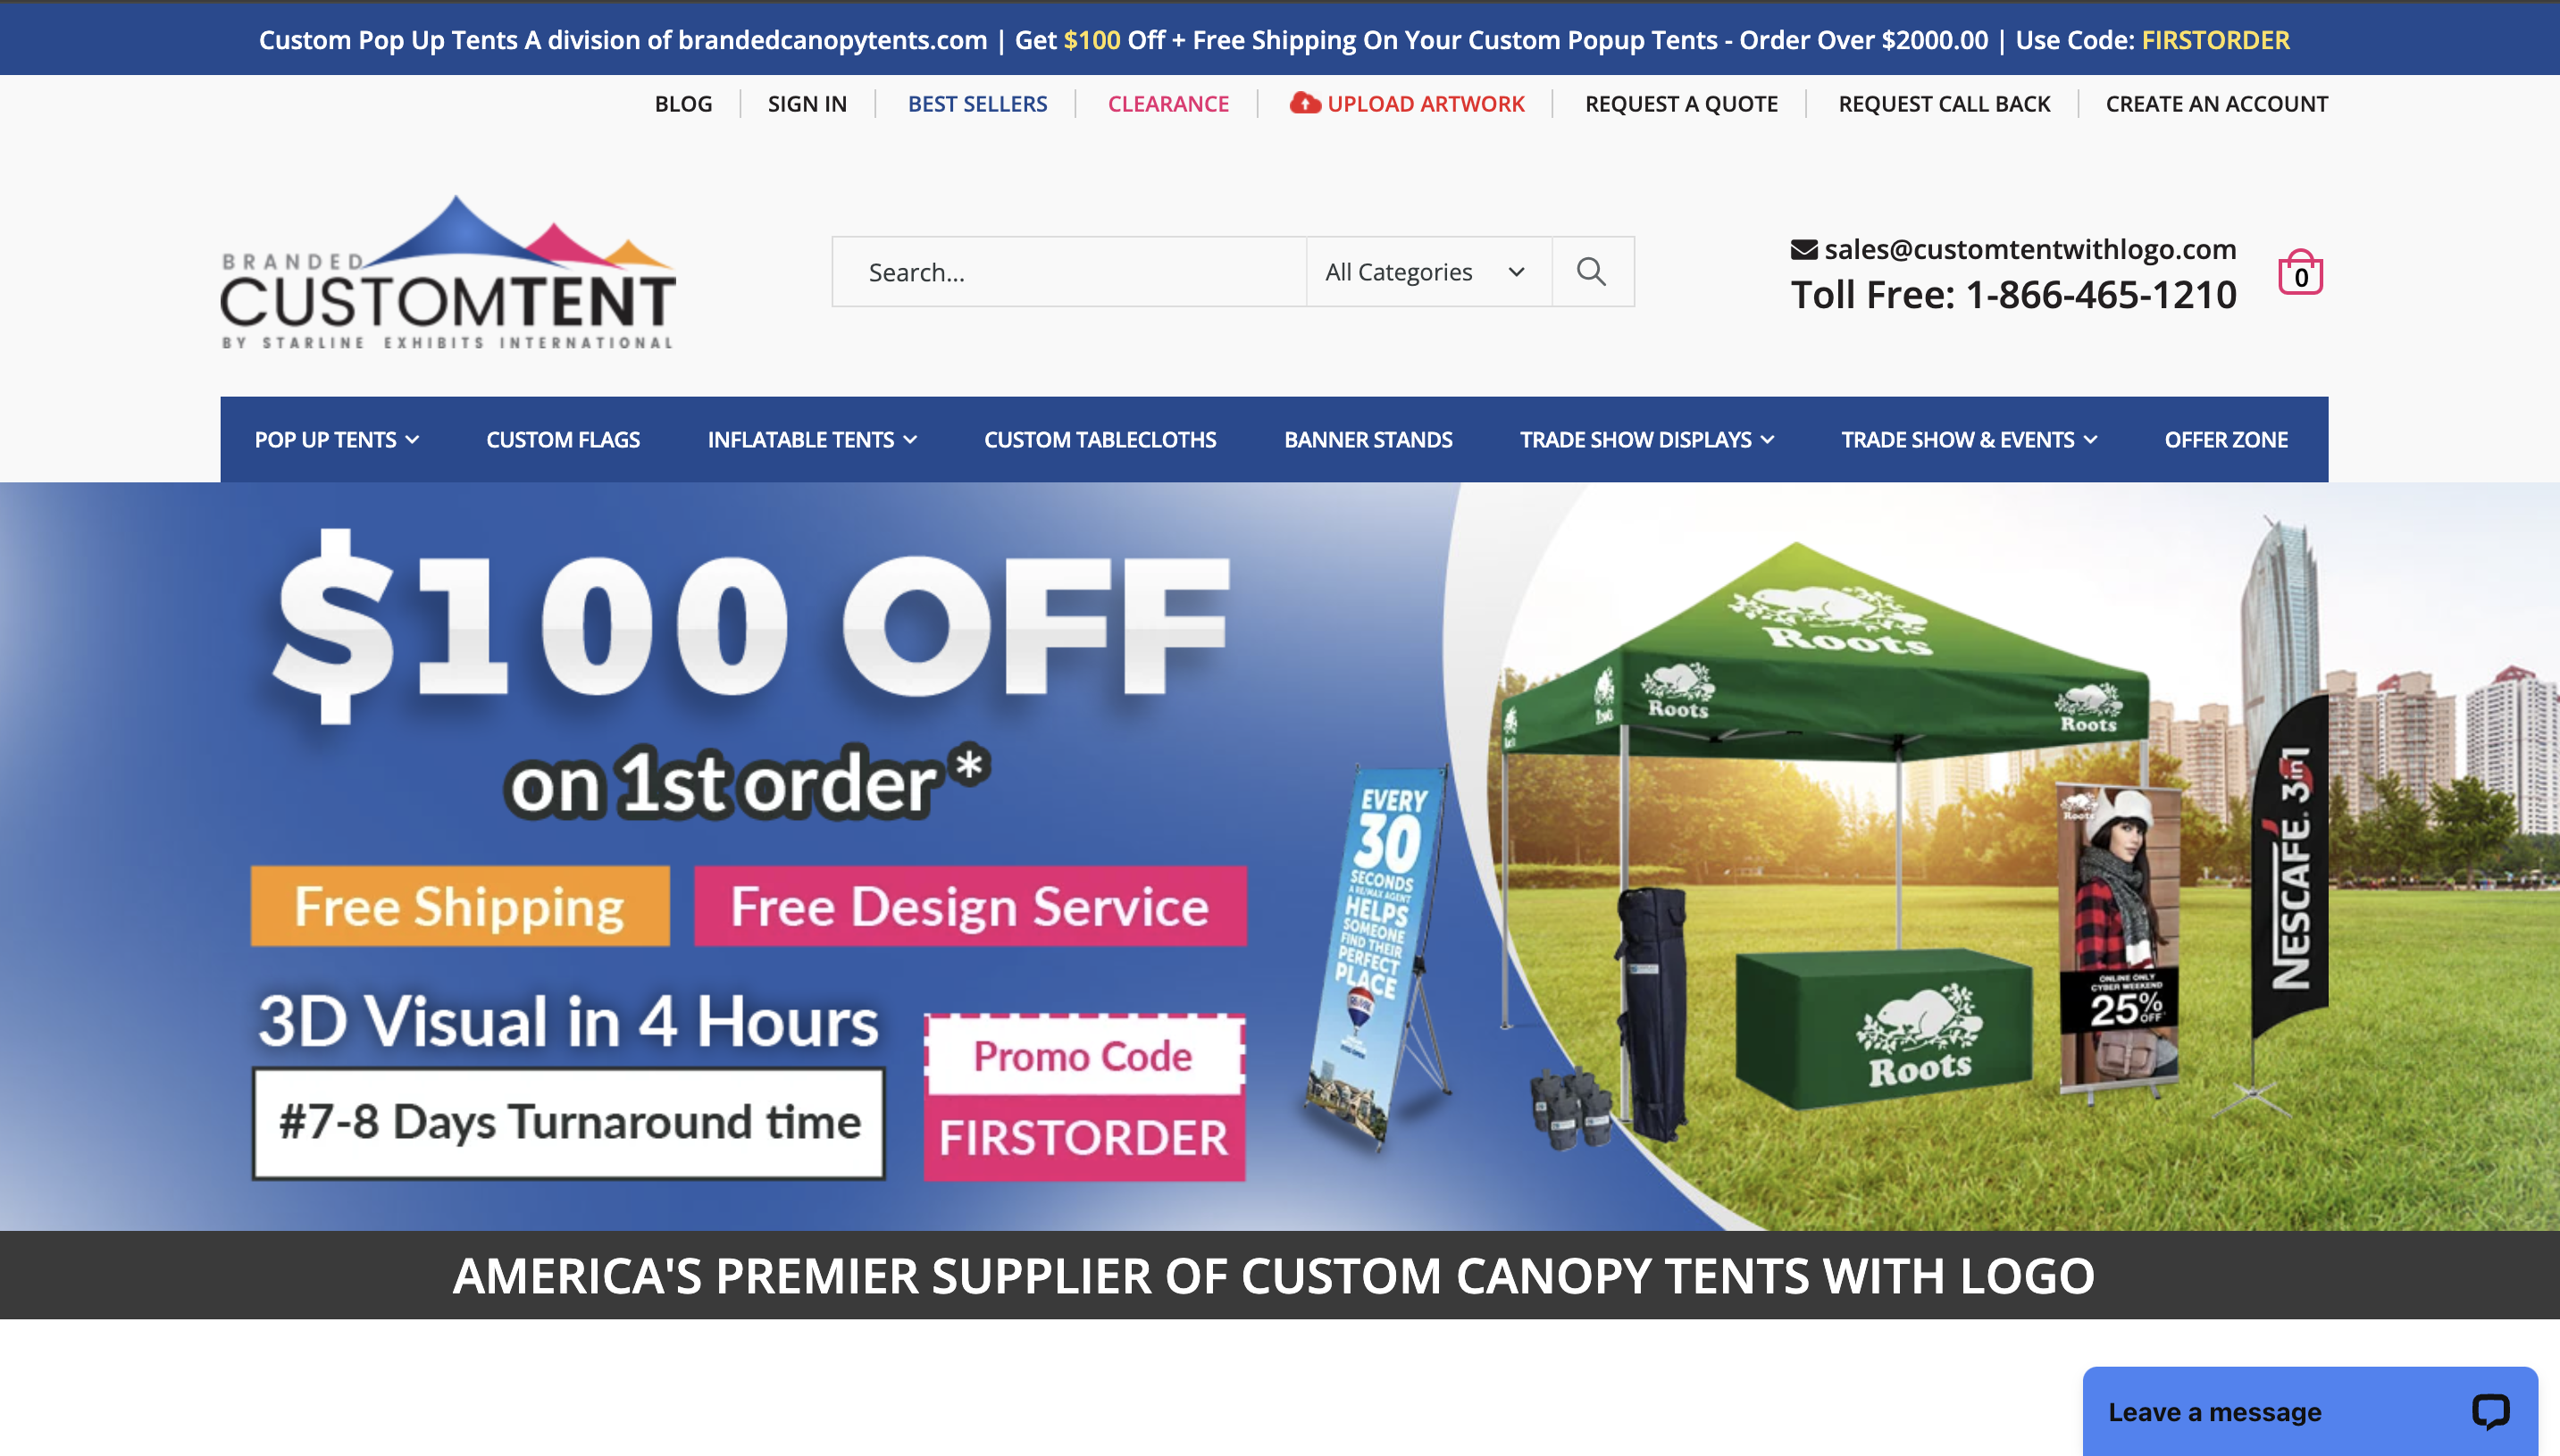 Custom Pop Up Tents A division of brandedcanopytents.com | Get $100 Off + Free Shipping On Your Custom Popup Tents - Order Over $2000.00 | Use Code: FIRSTORDER
BLOG
SIGN IN
BEST SELLERS
CLEARANCE
UPLOAD ARTWORK
REQUEST A QUOTE
REQUEST CALL BACK
CREATE AN ACCOUNT
BRANDED
CUSTOMTENT
BY STARLINE EXHIBITS INTERNATIONAL
Search...
All Categories
sales@customtentwithlogo.com
Toll Free: 1-866-465-1210
0
POP UP TENTS
CUSTOM FLAGS
INFLATABLE TENTS
CUSTOM TABLECLOTHS
BANNER STANDS
TRADE SHOW DISPLAYS
TRADE SHOW & EVENTS
OFFER ZONE
$100 OFF
on 1st order*
Free Shipping
Free Design Service
3D Visual in 4 Hours
#7-8 Days Turnaround time
Promo Code
FIRSTORDER
EVERY
30
SECONDS
A RE/MAX AGENT
HELPS
SOMEONE
FIND THEIR
PERFECT
PLACE
RE/MAX
Roots
Roots
Roots
Roots
Roots
Roots
Roots
ONLINE ONLY
CYBER WEEKEND
25% OFF
NESCAFÉ. 3in1
AMERICA'S PREMIER SUPPLIER OF CUSTOM CANOPY TENTS WITH LOGO
Leave a message